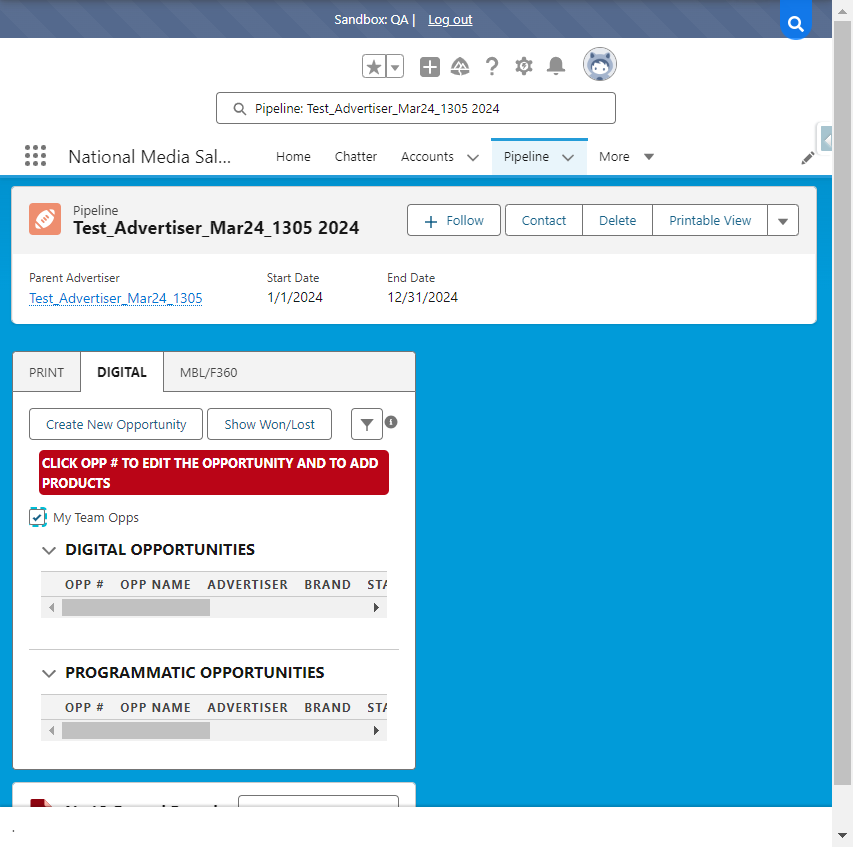 Sandbox: QA | Log out
Pipeline: Test_Advertiser_Mar24_1305 2024
National Media Sal... Home Chatter Accounts Pipeline More
Pipeline
Test_Advertiser_Mar24_1305 2024
Follow Contact Delete Printable View
Parent Advertiser Start Date End Date
Test_Advertiser_Mar24_1305 1/1/2024 12/31/2024
PRINT DIGITAL MBL/F360
Create New Opportunity Show Won/Lost
CLICK OPP # TO EDIT THE OPPORTUNITY AND TO ADD
PRODUCTS
My Team Opps
DIGITAL OPPORTUNITIES
OPP # OPP NAME ADVERTISER BRAND STA
PROGRAMMATIC OPPORTUNITIES
OPP # OPP NAME ADVERTISER BRAND STA
.